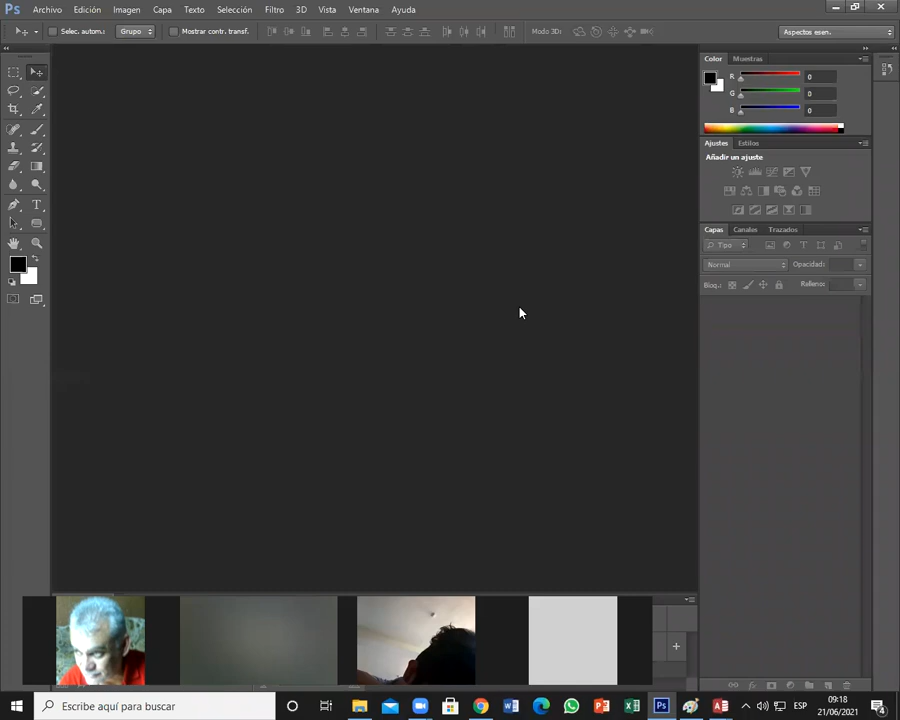 Ps Archivo Edición Imagen Capa Texto Selección Filtro 3D Vista Ventana Ayuda
Selec. autom.: Grupo Mostrar contr. transf. Modo 3D: Aspectos esen.
Color Muestras
R 0
G 0
B 0
Ajustes Estilos
Añadir un ajuste
Capas Canales Trazados
Tipo
Normal Opacidad:
Bloq.: Relleno:
Escribe aquí para buscar
ESP
09:18
21/06/2021
4